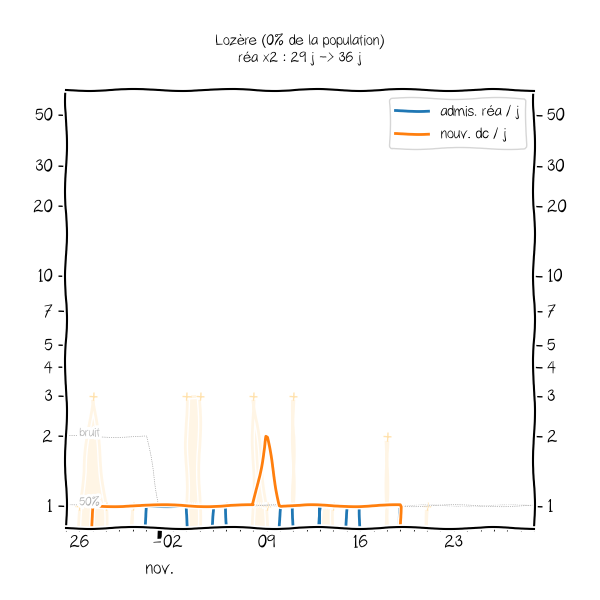 Lozère (0% de la population)
réa x2 : 29 j -> 36 j
admis. réa / j
nouv. dc / j
50 50
30 30
20 20
10 10
7 7
5 5
4 4
3 3
bruit
2 2
50%
1 1
26 02 09 16 23
nov.